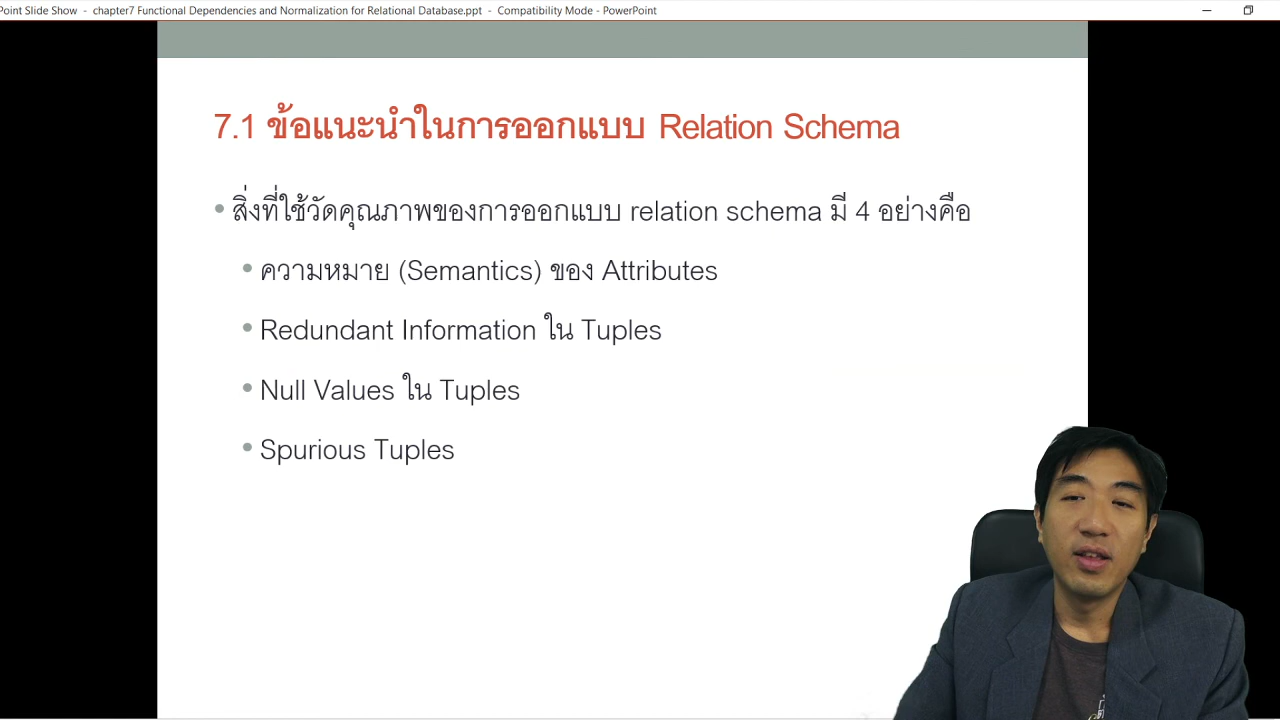 Point Slide Show - chapter7 Functional Dependencies and Normalization for Relational Database.ppt - Compatibility Mode - PowerPoint
7.1 ข้อแนะนำในการออกแบบ Relation Schema
• สิ่งที่ใช้วัดคุณภาพของการออกแบบ relation schema มี 4 อย่างคือ
• ความหมาย (Semantics) ของ Attributes
• Redundant Information ใน Tuples
• Null Values ใน Tuples
• Spurious Tuples